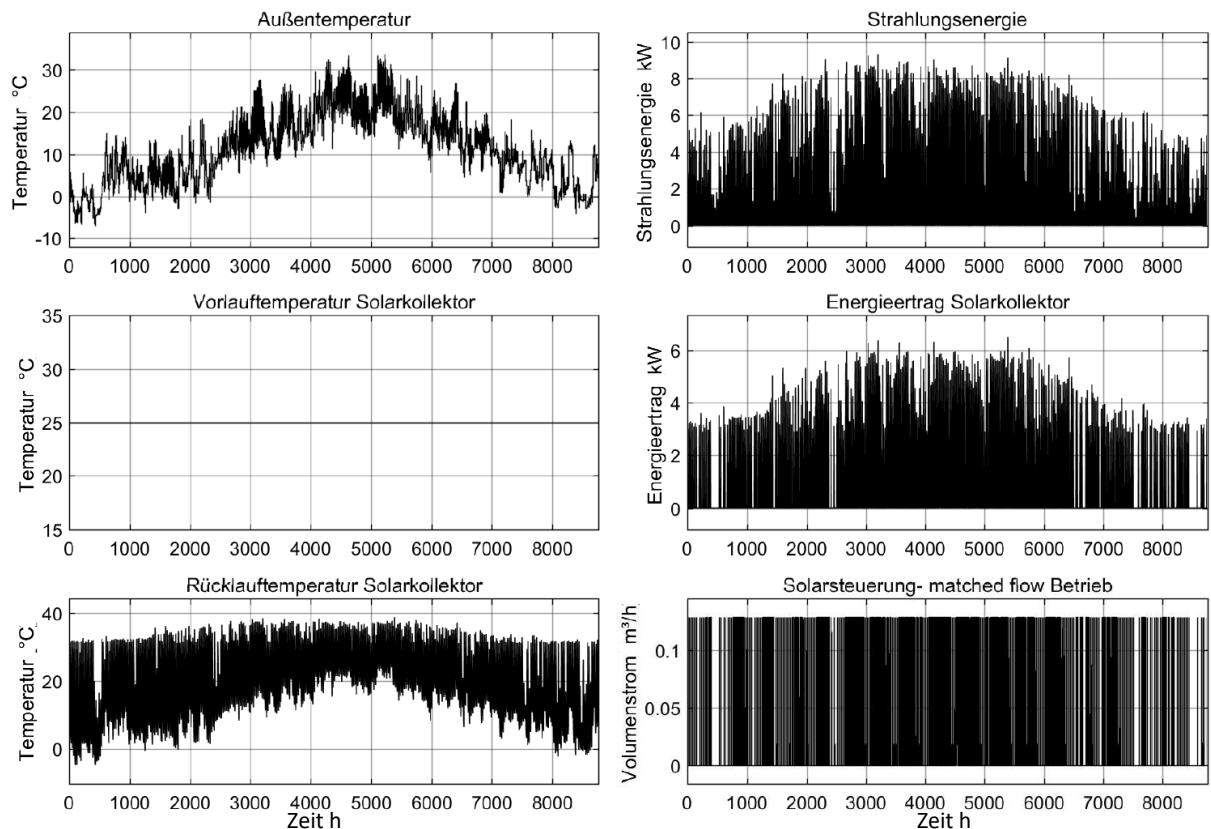 Außentemperatur
Temperatur °C
30
20
10
0
-10
0 1000 2000 3000 4000 5000 6000 7000 8000
Strahlungsenergie
Strahlungsenergie kW
10
8
6
4
2
0
0 1000 2000 3000 4000 5000 6000 7000 8000
Vorlauftemperatur Solarkollektor
Temperatur °C
35
30
25
20
15
0 1000 2000 3000 4000 5000 6000 7000 8000
Energieertrag Solarkollektor
Energieertrag kW
6
4
2
0
0 1000 2000 3000 4000 5000 6000 7000 8000
Rücklauftemperatur Solarkollektor
Temperatur °C
40
30
20
0
0 1000 2000 3000 4000 5000 6000 7000 8000
Zeit h
Solarsteuerung- matched flow Betrieb
Volumenstrom m³/h
0.1
0.05
0
0 1000 2000 3000 4000 5000 6000 7000 8000
Zeit h